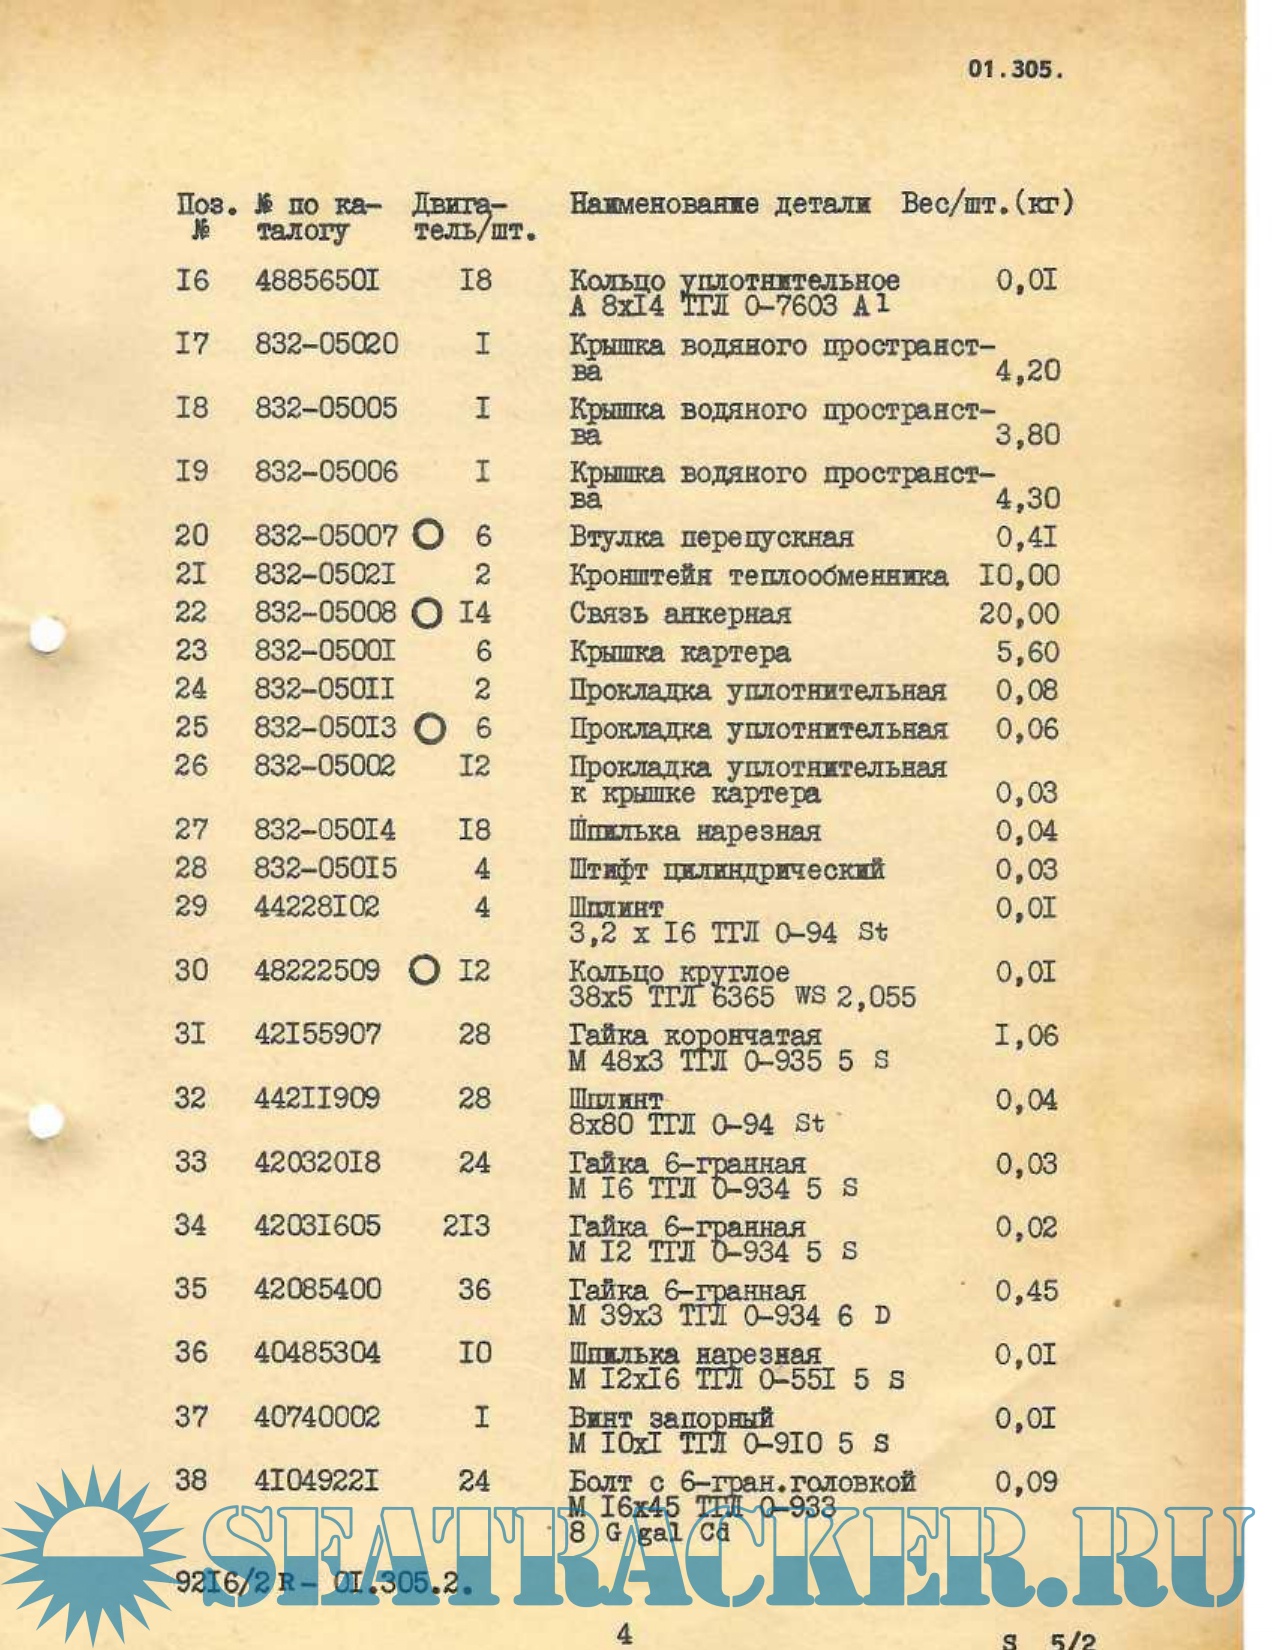 01.305.
Поз. № по ка- Двига- Наименование детали Вес/шт.(кг)
№ талогу тель/шт.
I6 4885650I I8 Кольцо уплотнительное 0,0I
А 8хI4 ТГЛ 0-7603 Al
I7 832-05020 I Крышка водяного пространст-
ва 4,20
I8 832-05005 I Крышка водяного пространст-
ва 3,80
I9 832-05006 I Крышка водяного пространст-
ва 4,30
20 832-05007 O 6 Втулка перепускная 0,4I
2I 832-0502I 2 Кронштейн теплообменника I0,00
22 832-05008 O I4 Связь анкерная 20,00
23 832-0500I 6 Крышка картера 5,60
24 832-050II 2 Прокладка уплотнительная 0,08
25 832-050I3 O 6 Прокладка уплотнительная 0,06
26 832-05002 I2 Прокладка уплотнительная
к крышке картера 0,03
27 832-050I4 I8 Шпилька нарезная 0,04
28 832-050I5 4 Штифт цилиндрический 0,03
29 44228I02 4 Шплинт 0,0I
3,2 х I6 ТГЛ 0-94 St
30 48222509 O I2 Кольцо круглое 0,0I
38х5 ТГЛ 6365 WS 2,055
3I 42I55907 28 Гайка корончатая I,06
М 48х3 ТГЛ 0-935 5 S
32 442II909 28 Шплинт 0,04
8х80 ТГЛ 0-94 St
33 420320I8 24 Гайка 6-гранная 0,03
М I6 ТГЛ 0-934 5 S
34 4203I605 2I3 Гайка 6-гранная 0,02
М I2 ТГЛ 0-934 5 S
35 42085400 36 Гайка 6-гранная 0,45
М 39х3 ТГЛ 0-934 6 D
36 40485304 I0 Шпилька нарезная 0,0I
М I2хI6 ТГЛ 0-55I 5 S
37 40740002 I Винт запорный 0,0I
М I0хI ТГЛ 0-9I0 5 S
38 4I04922I 24 Болт с 6-гран.головкой 0,09
М I6х45 ТГЛ 0-933
8 G gal Cd
SEATRACKER.RU
92I6/2 R - 0I.305.2.
4
S 5/2